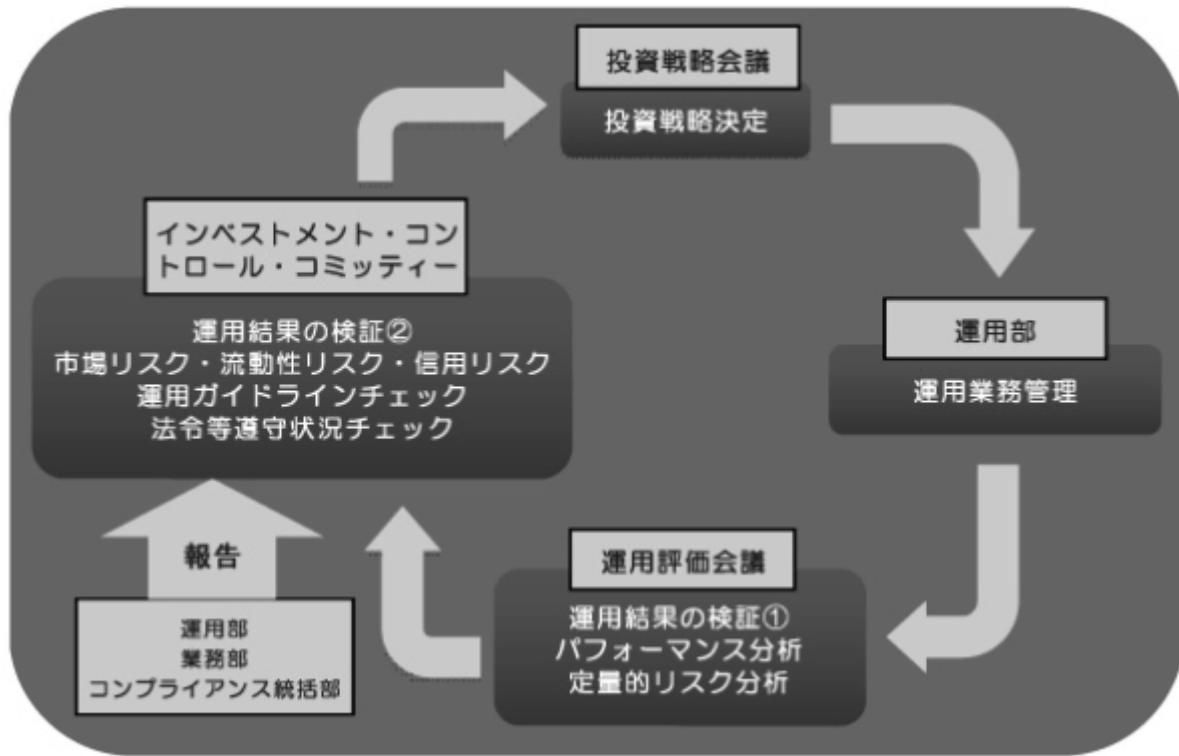 投資戦略会議
投資戦略決定
インベストメント・コン
トロール・コミッティー
運用結果の検証②
市場リスク・流動性リスク・信用リスク
運用ガイドラインチェック
法令等遵守状況チェック
運用部
運用業務管理
報告
運用部
業務部
コンプライアンス統括部
運用評価会議
運用結果の検証①
パフォーマンス分析
定量的リスク分析